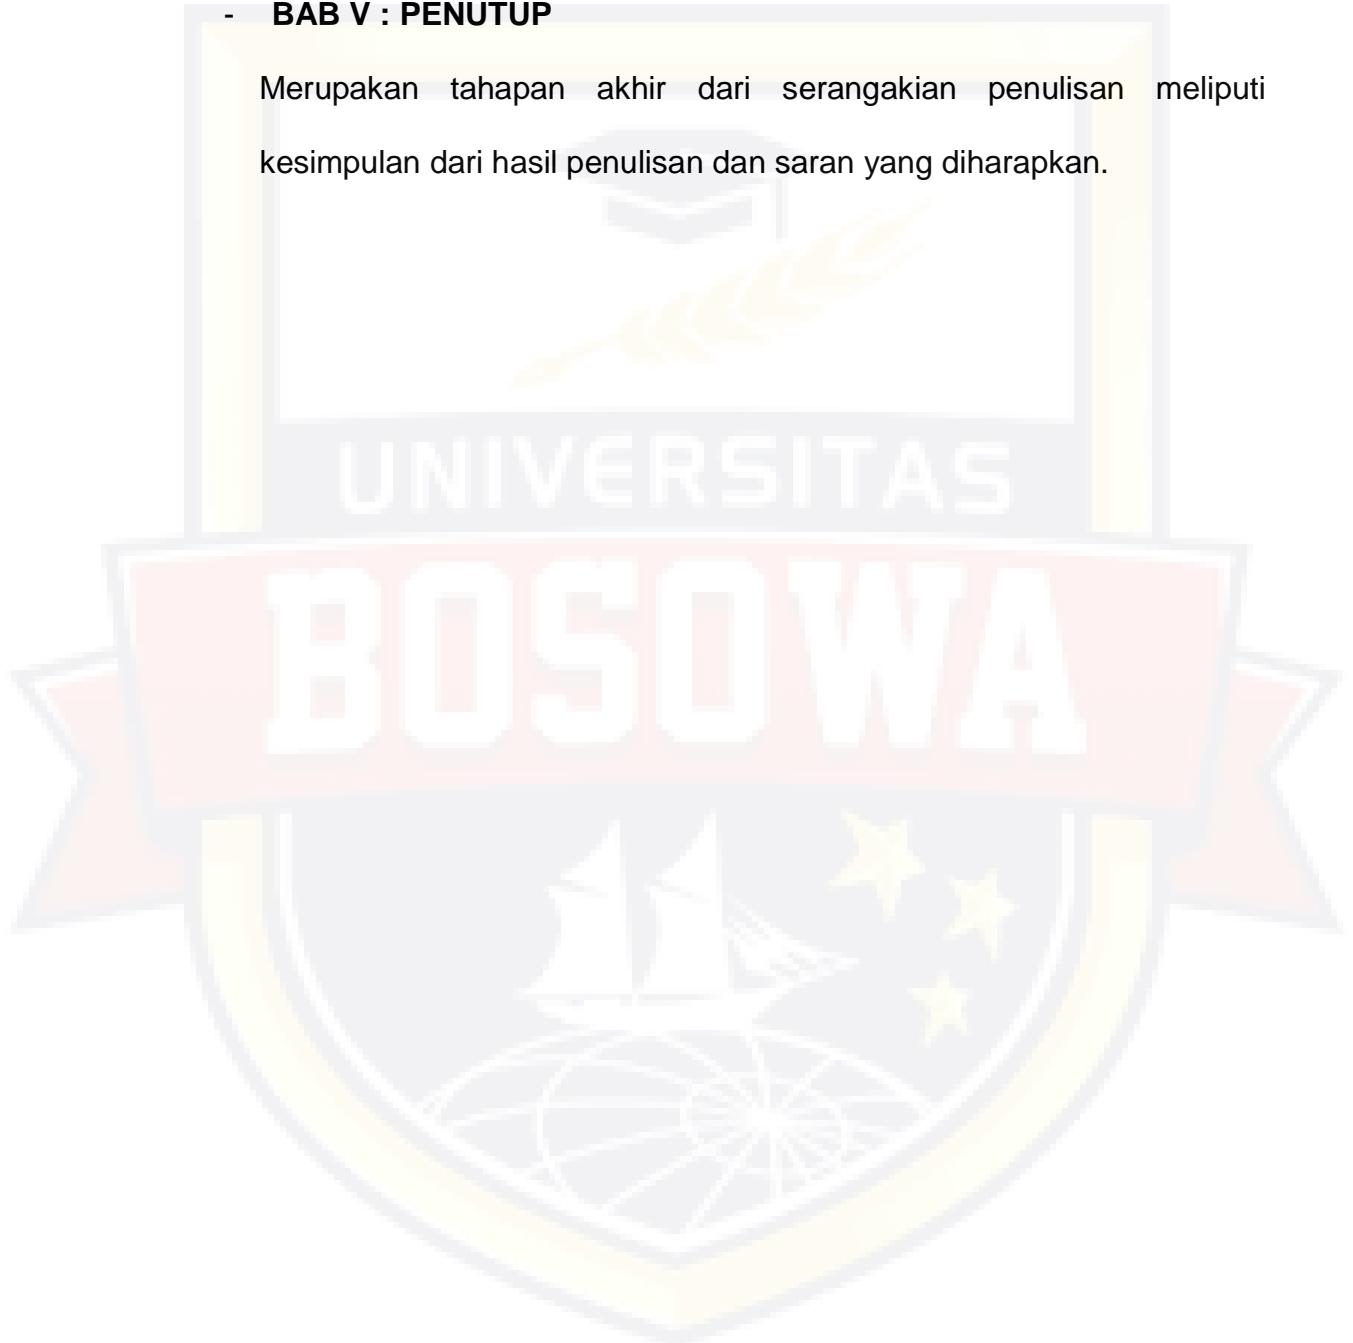 - BAB V : PENUTUP
Merupakan tahapan akhir dari serangakian penulisan meliputi
kesimpulan dari hasil penulisan dan saran yang diharapkan.
UNIVERSITAS
BOSOWA